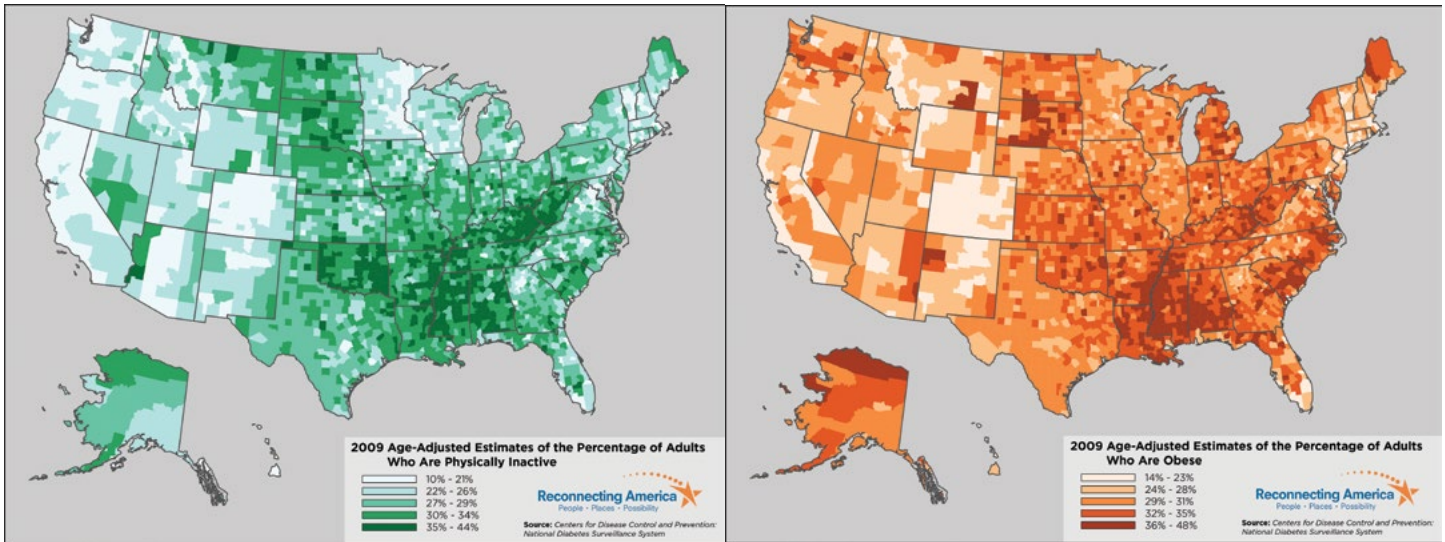 2009 Age-Adjusted Estimates of the Percentage of Adults
Who Are Physically Inactive
10% - 21%
22% - 26%
27% - 29%
30% - 34%
35% - 44%
Reconnecting America
People • Places • Possibility
Source: Centers for Disease Control and Prevention:
National Diabetes Surveillance System
2009 Age-Adjusted Estimates of the Percentage of Adults
Who Are Obese
14% - 23%
24% - 28%
29% - 31%
32% - 35%
36% - 48%
Reconnecting America
People • Places • Possibility
Source: Centers for Disease Control and Prevention:
National Diabetes Surveillance System